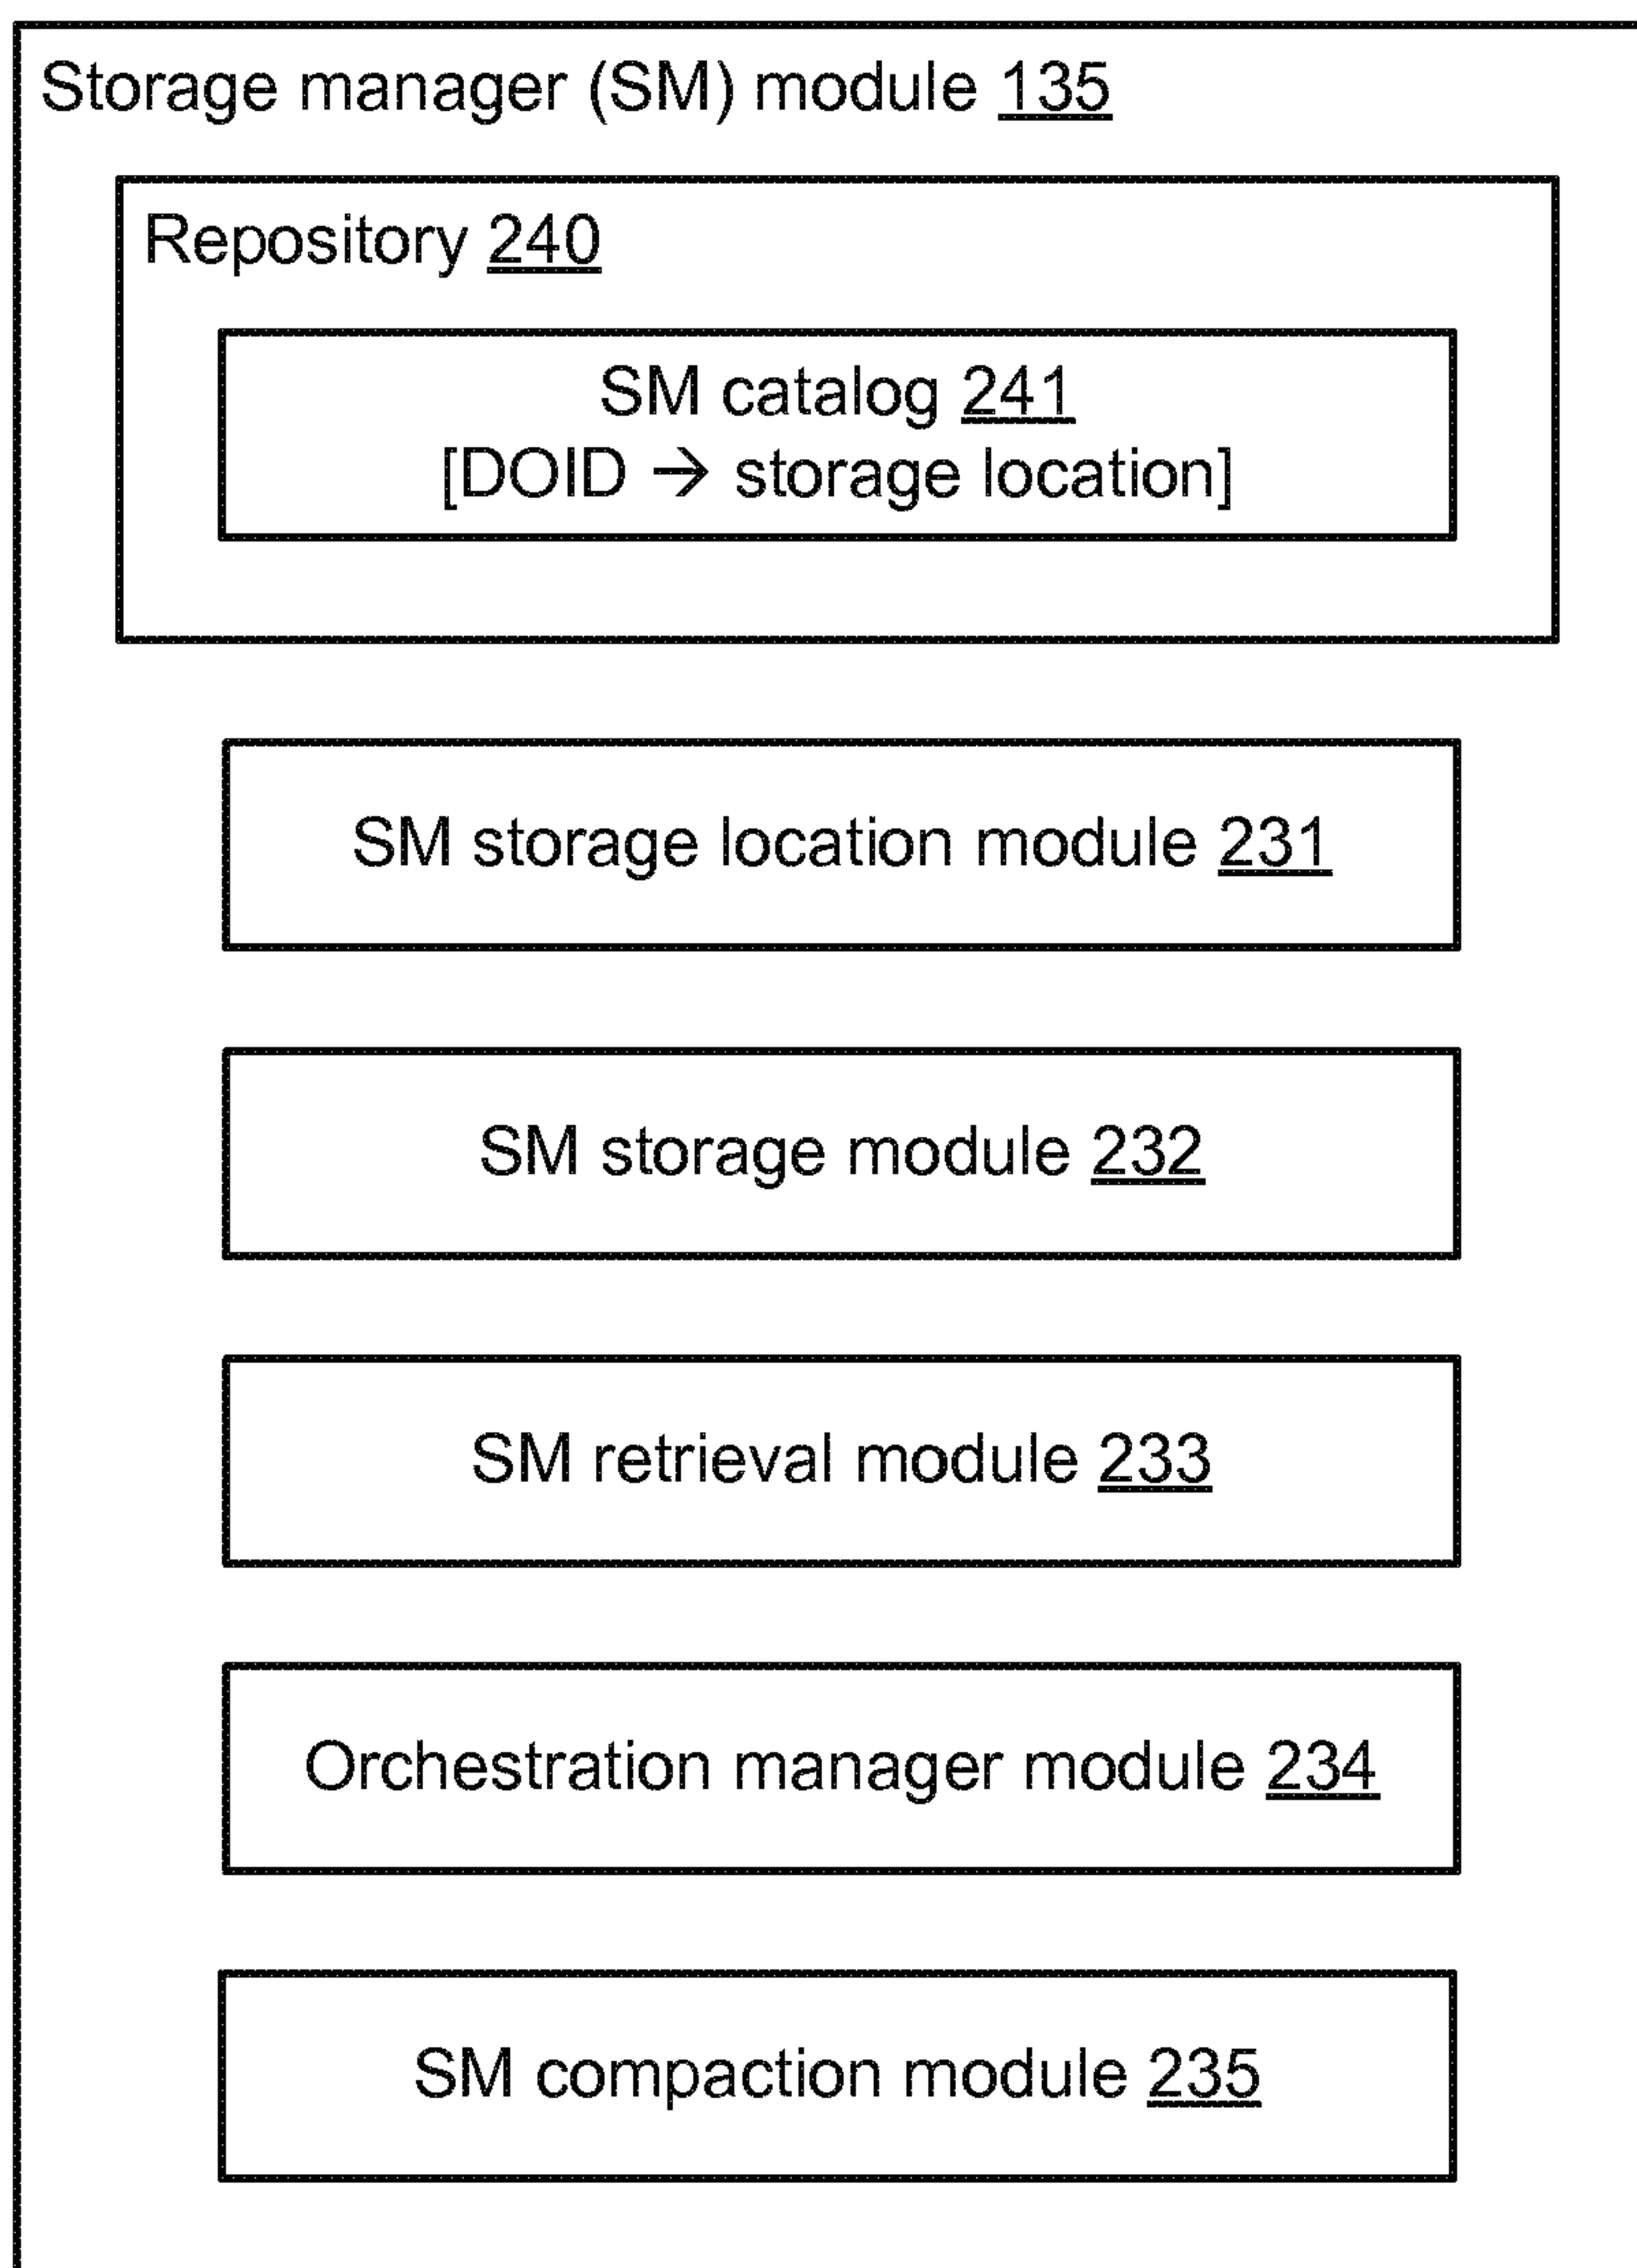 Storage manager (SM) module 135
Repository 240
SM catalog 241
[DOID → storage location]
SM storage location module 231
SM storage module 232
SM retrieval module 233
Orchestration manager module 234
SM compaction module 235